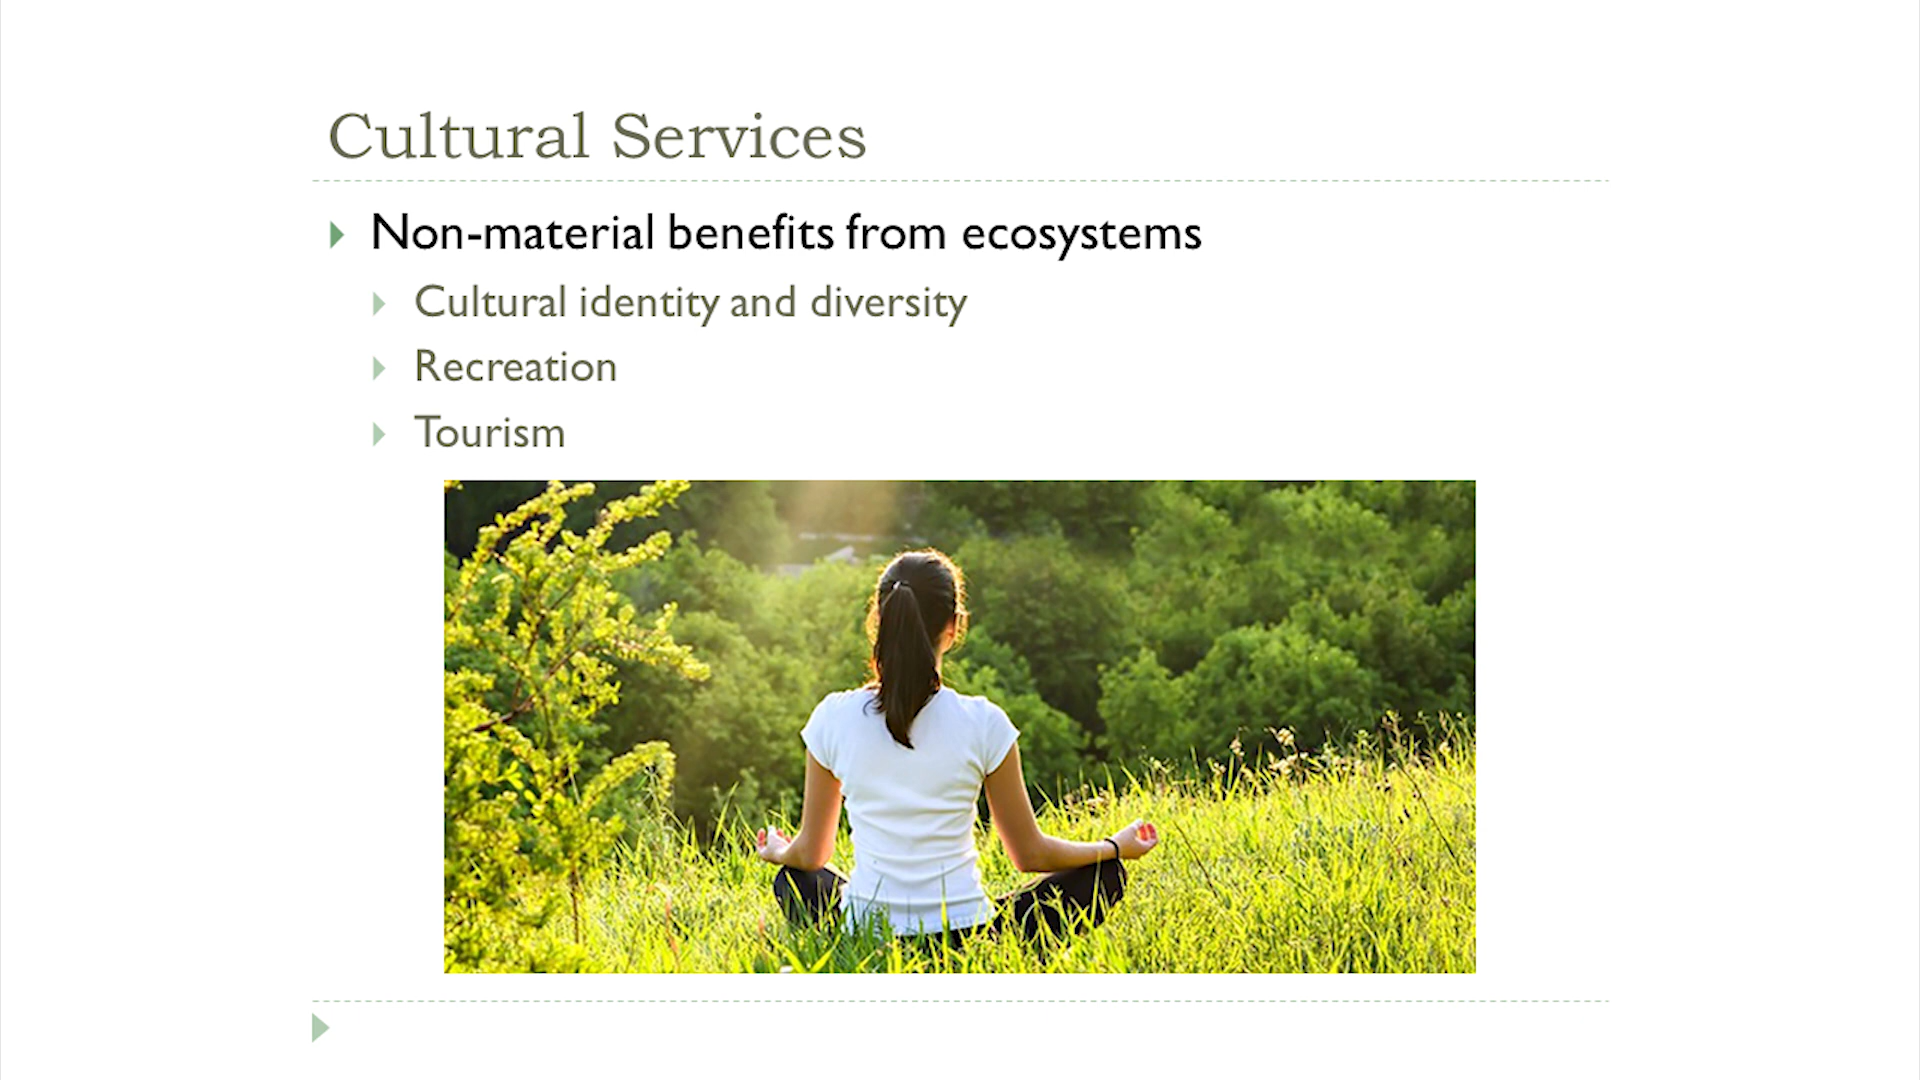 Cultural Services
Non-material benefits from ecosystems
Cultural identity and diversity
Recreation
Tourism